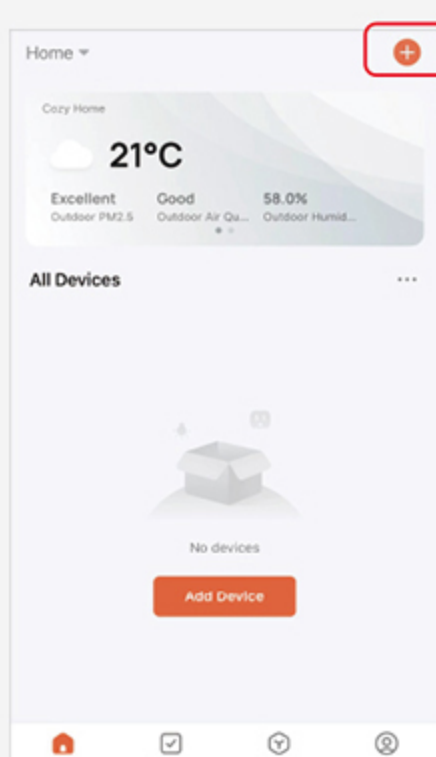 Home
Cozy Home
21°C
Excellent Good 58.0%
Outdoor PM2.5 Outdoor Air Qu... Outdoor Humid...
All Devices
No devices
Add Device